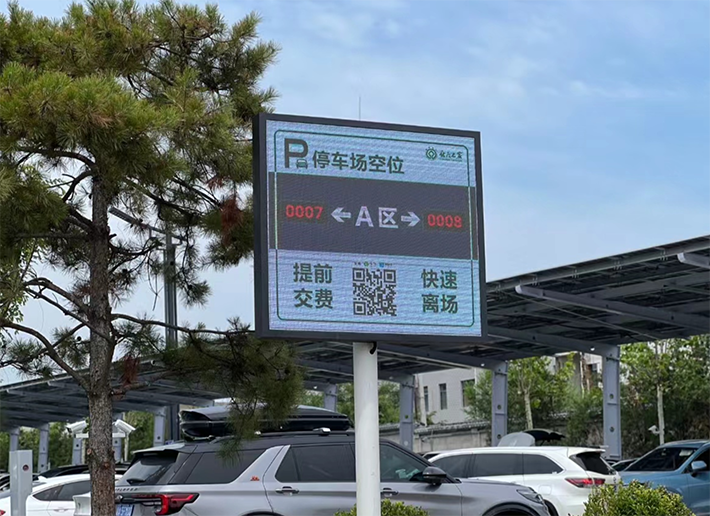 P 停车场空位
0007 ← A区 → 0008
提前 快速
交费 离场